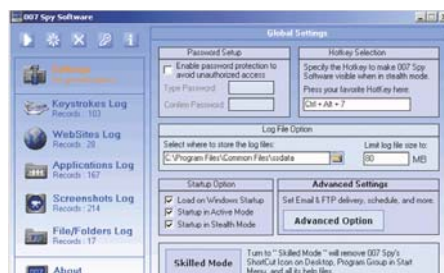 007 Spy Software
Global Settings
Password Setup
Enable password protection to
avoid unauthorized access
Type Password:
Confirm Password:
Hotkey Selection
Specify the Hotkey to make 007 Spy
Software visible when in stealth mode.
Press your favorite HotKey here:
Ctrl + Alt + 7
Keystrokes Log
Records : 103
WebSites Log
Records : 28
Applications Log
Records : 167
Screenshots Log
Records : 214
File/Folders Log
Records : 17
About
Log File Option
Select where to store the log files:
C:\Program Files\Common Files\ssdata
Limit log file size to:
80 MB
Startup Option
Load on Windows Startup
Startup in Active Mode
Startup in Stealth Mode
Advanced Settings
Set Email & FTP delivery, schedule, and more.
Advanced Option
Skilled Mode
Turn to " Skilled Mode " will remove 007 Spy's
ShortCut Icon on Desktop, Program Group in Start
Menu, and all its help files.